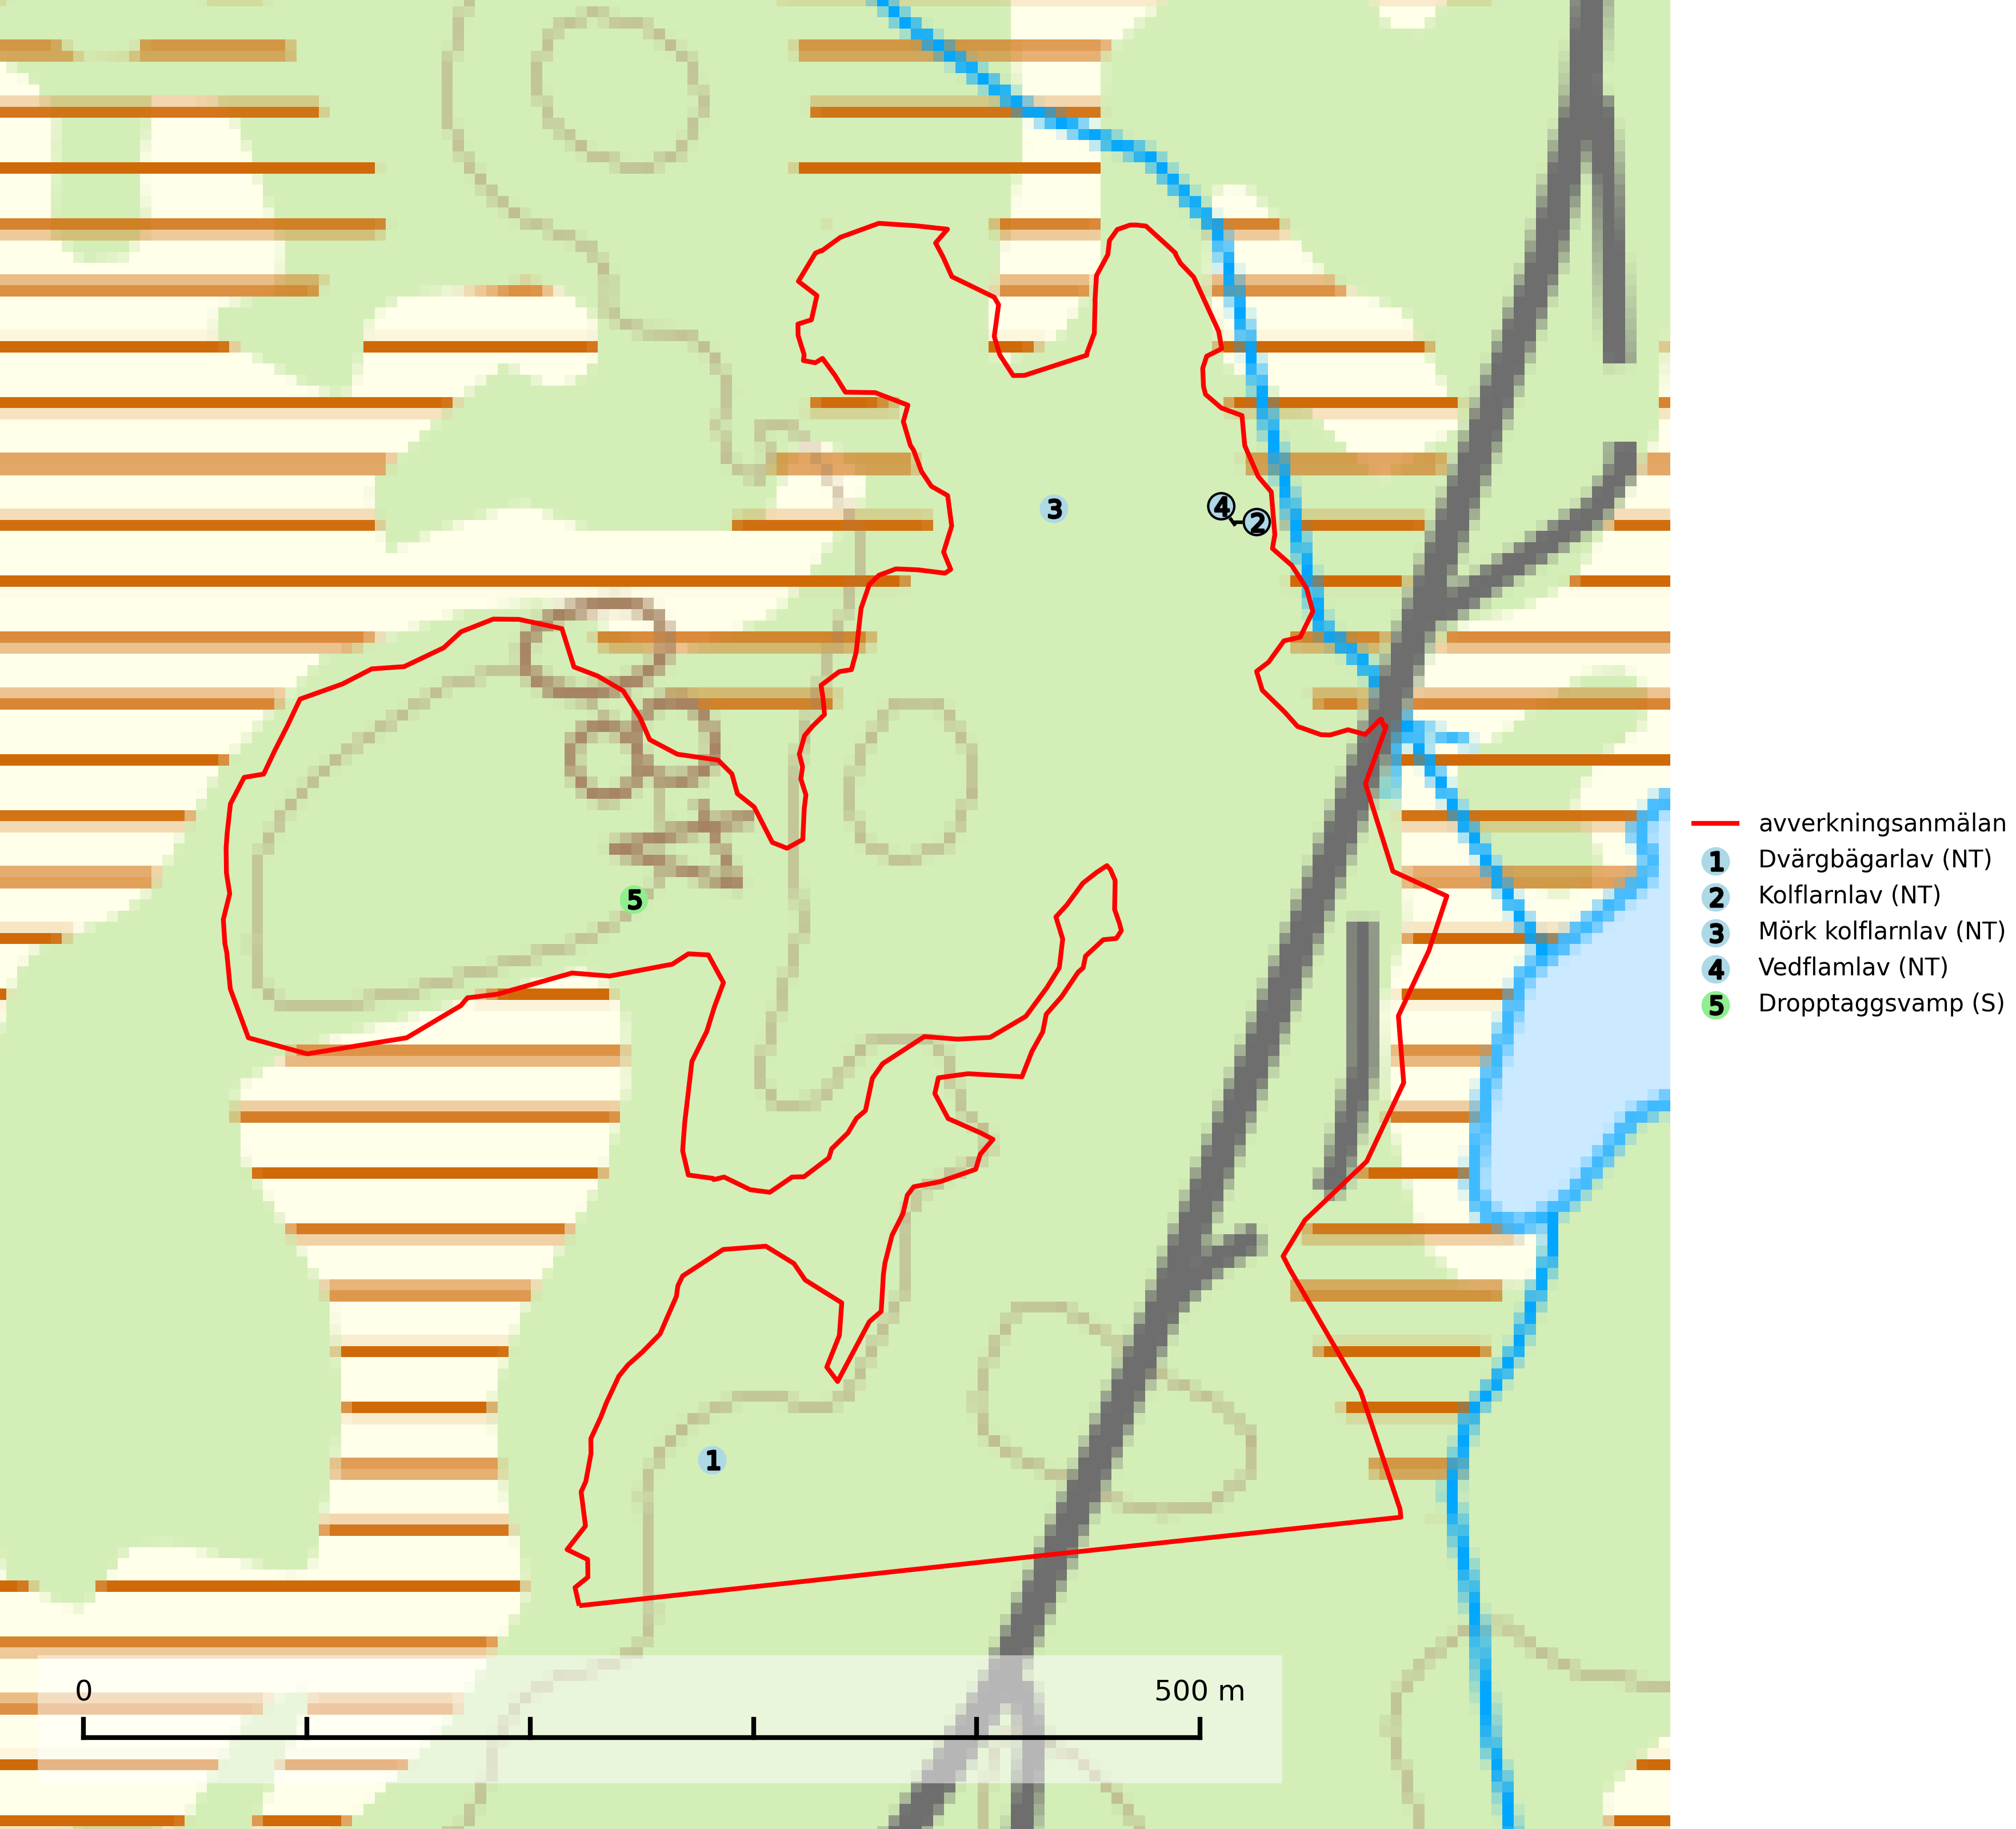 3
4
2
498
5
1
0 500 m
avverkningsanmälan
1 Dvärgbägarlav (NT)
2 Kolflarnlav (NT)
3 Mörk kolflarnlav (NT)
4 Vedflamlav (NT)
5 Dropptaggsvamp (S)